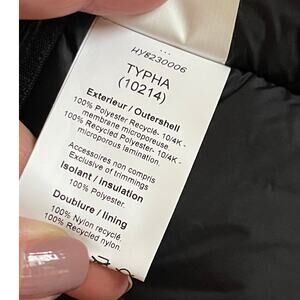 HY8230006
TYPHA
(10214)
Exterieur / Outershell
100% Polyester Recyclé- 10/4K -
membrane microporeuse
100% Recycled Polyester- 10/4K -
microporous lamination.
Accessoires non compris
Exclusive of trimmings
Isolant / insulation
100% Polyester.
Doublure / lining
100% Nylon recyclé.
100% Recycled nylon.